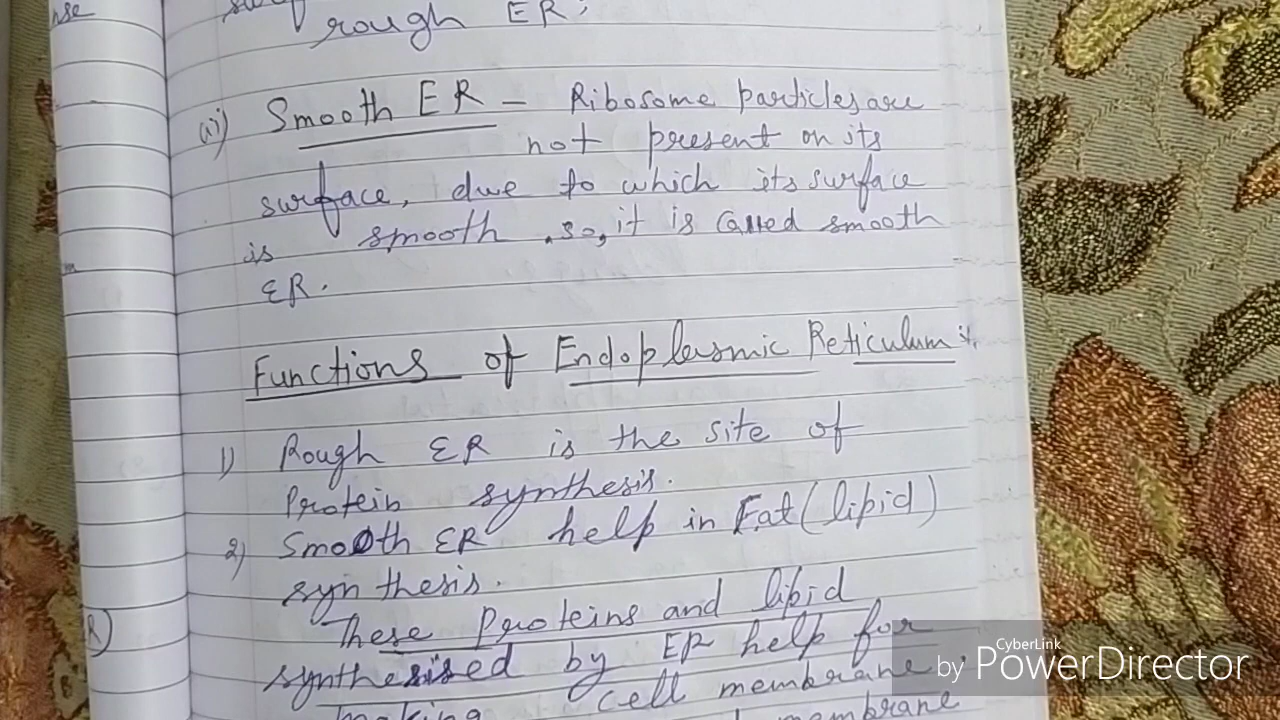 rough ER;
(ii) Smooth ER - Ribosome particles are
not present on its
surface, due to which its surface
is smooth, so, it is called smooth
ER.
Functions of Endoplasmic Reticulum :-
1) Rough ER is the site of
Protein synthesis.
2) Smooth ER help in Fat (lipid)
synthesis.
These Proteins and lipid
synthesised by ER help for
making cell membrane.
membrane
CyberLink
by PowerDirector